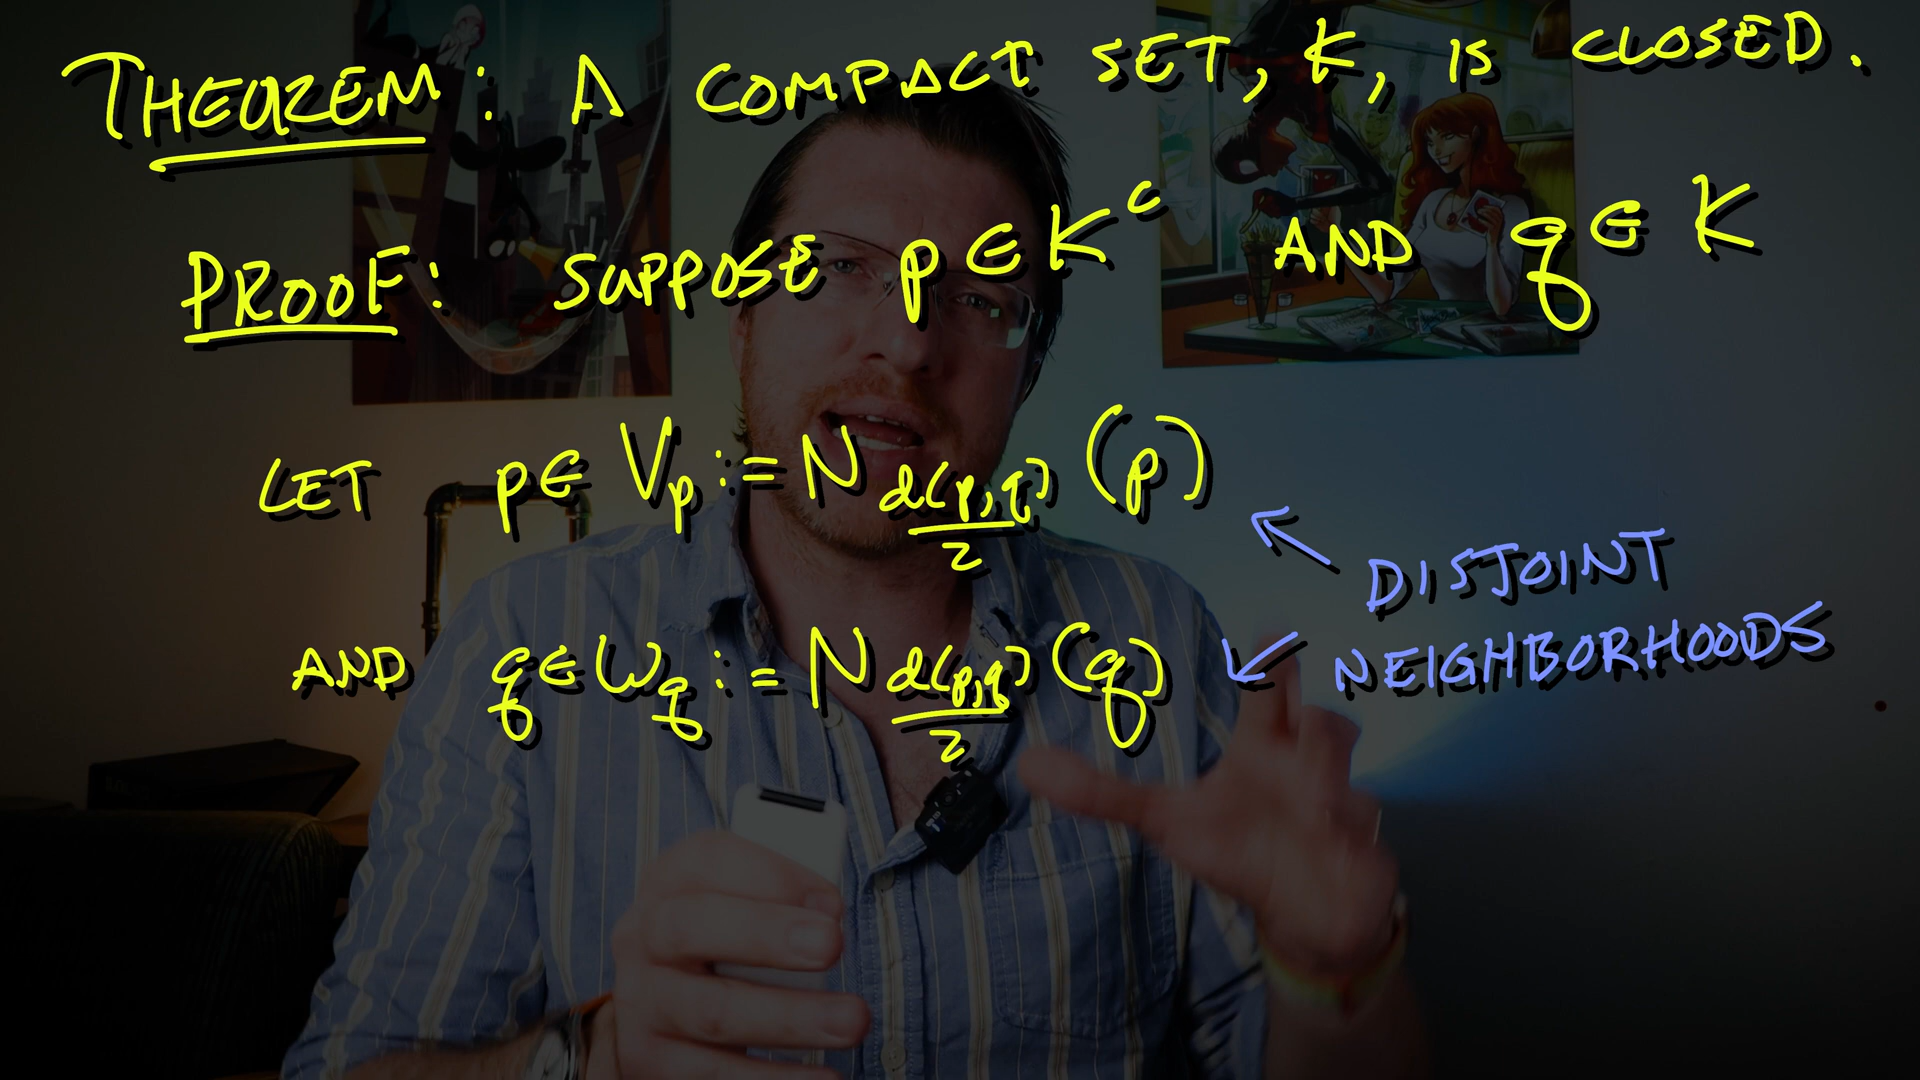 THEOREM: A COMPACT SET, K, IS CLOSED.
PROOF: SUPPOSE p ∈ K^c AND q ∈ K
LET p ∈ V_p := N_{d(p,q)/2} (p)
AND q ∈ W_q := N_{d(p,q)/2} (q)
DISJOINT
NEIGHBORHOODS